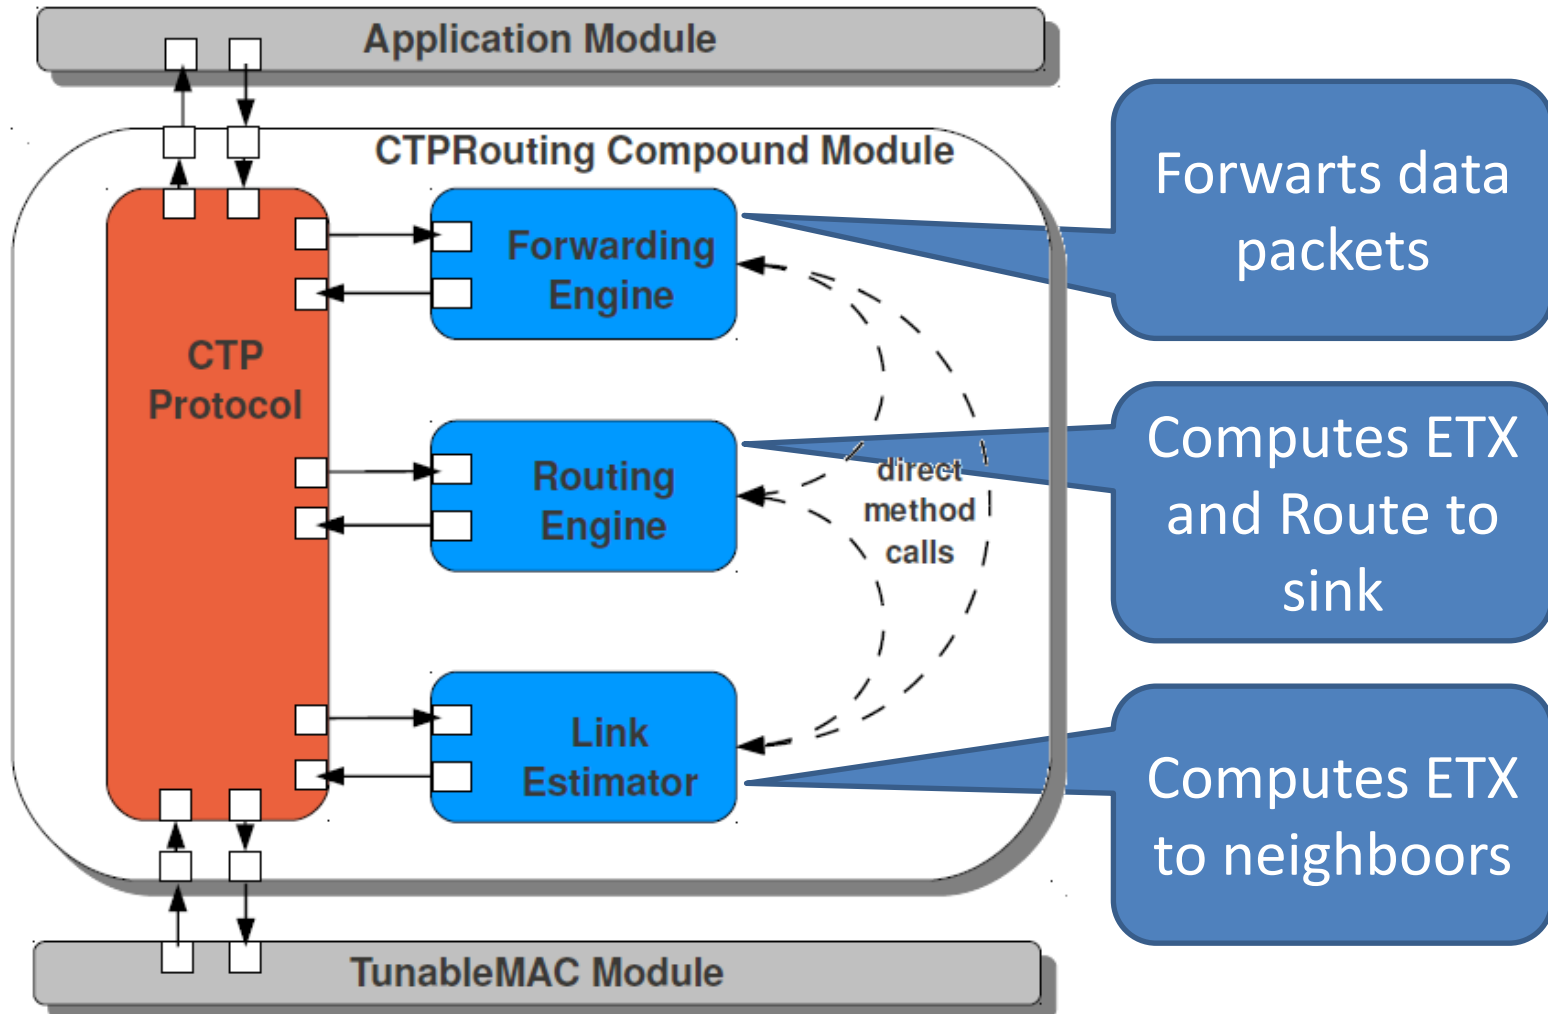 Application Module
CTPRouting Compound Module
Forwarding
Engine
Forwarts data
packets
CTP
Protocol
Routing
Engine
direct
method
calls
Computes ETX
and Route to
sink
Link
Estimator
Computes ETX
to neighboors
TunableMAC Module